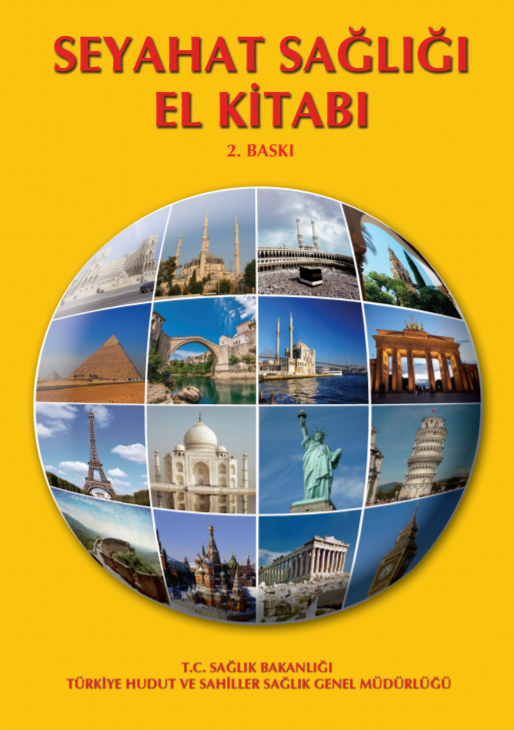 SEYAHAT SAĞLIĞI
EL KİTABI
2. BASKI
T.C. SAĞLIK BAKANLIĞI
TÜRKİYE HUDUT VE SAHİLLER SAĞLIK GENEL MÜDÜRLÜĞÜ